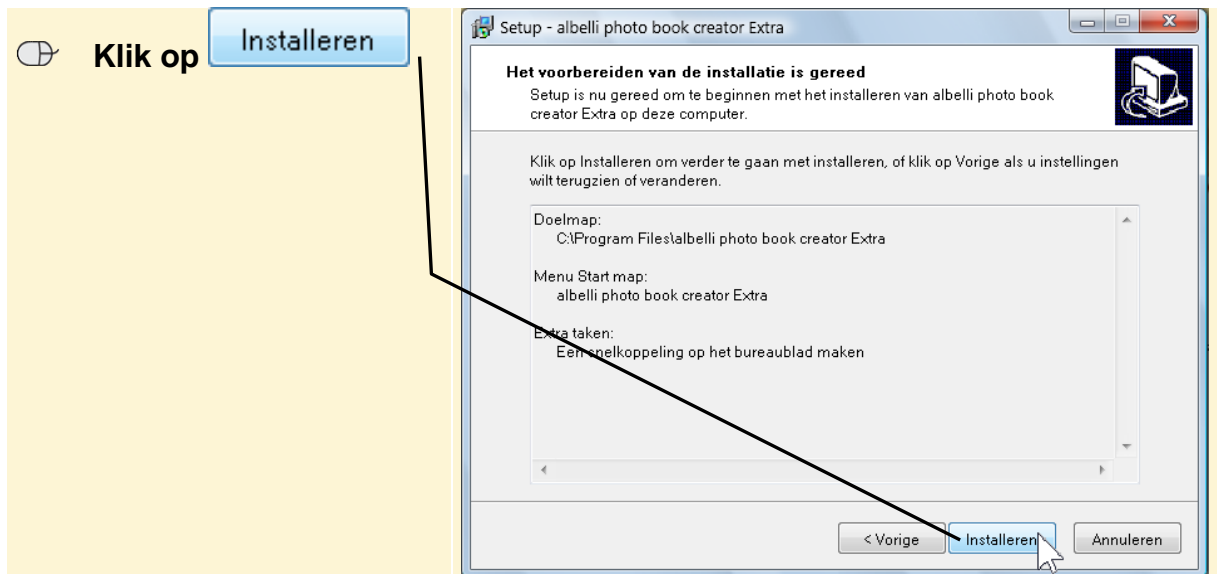 Klik op Installeren
Setup - albelli photo book creator Extra
Het voorbereiden van de installatie is gereed
Setup is nu gereed om te beginnen met het installeren van albelli photo book
creator Extra op deze computer.
Klik op Installeren om verder te gaan met installeren, of klik op Vorige als u instellingen
wilt terugzien of veranderen.
Doelmap:
C:\Program Files\albelli photo book creator Extra
Menu Start map:
albelli photo book creator Extra
Extra taken:
Een snelkoppeling op het bureaublad maken
< Vorige Installeren Annuleren